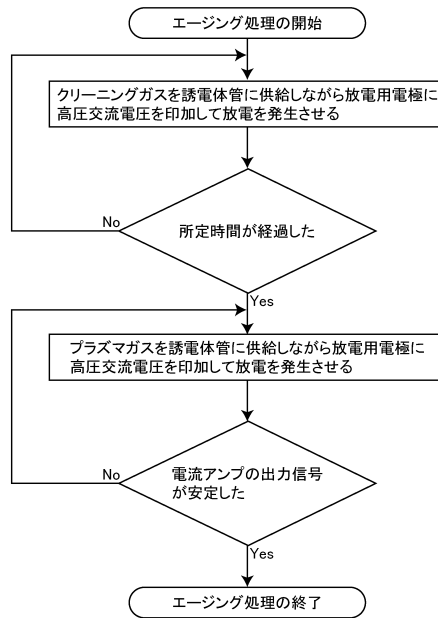 エージング処理の開始
クリーニングガスを誘電体管に供給しながら放電用電極に
高圧交流電圧を印加して放電を発生させる
No
所定時間が経過した
Yes
プラズマガスを誘電体管に供給しながら放電用電極に
高圧交流電圧を印加して放電を発生させる
No
電流アンプの出力信号
が安定した
Yes
エージング処理の終了